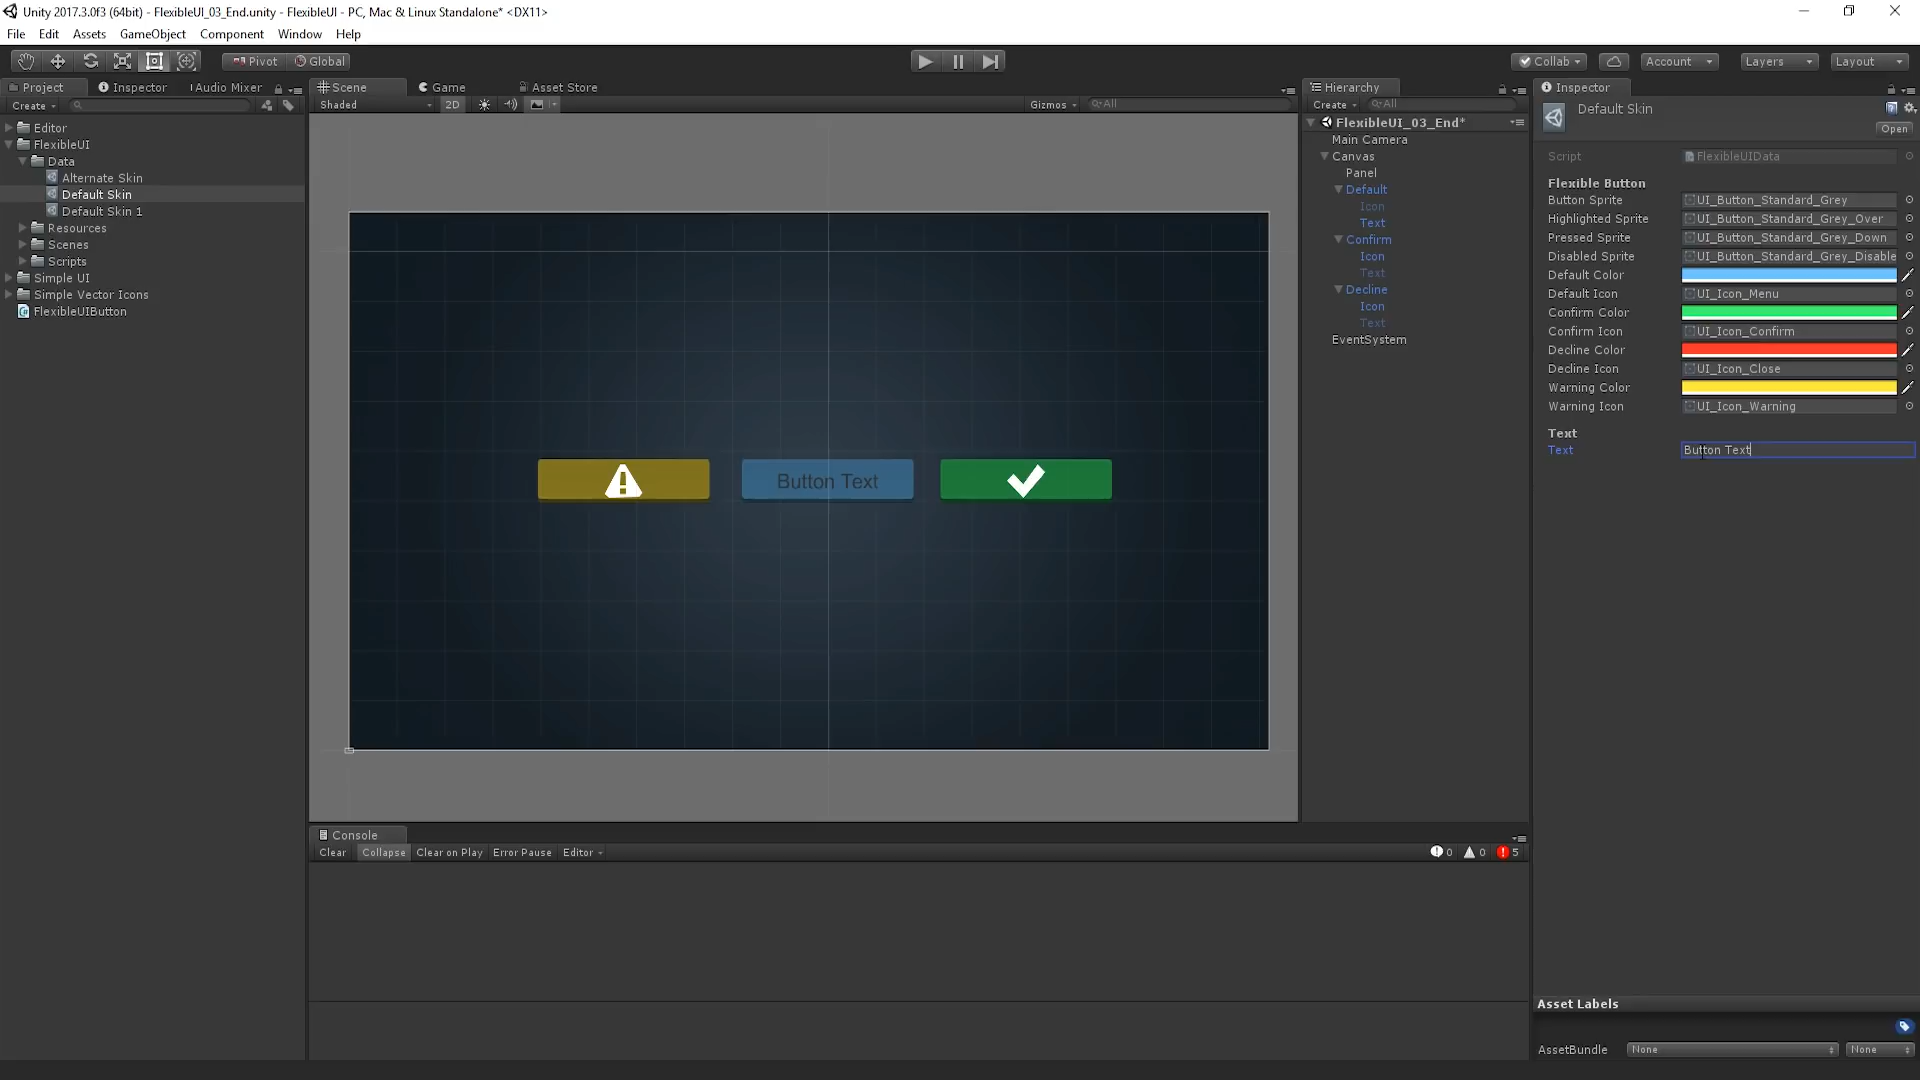 Unity 2017.3.0f3 (64bit) - FlexibleUI_03_End.unity - FlexibleUI - PC, Mac & Linux Standalone* <DX11>
File Edit Assets GameObject Component Window Help
Pivot Global Collab Account Layers Layout
Project Inspector Audio Mixer
Create
Editor
FlexibleUI
Data
Alternate Skin
Default Skin
Default Skin 1
Resources
Scenes
Scripts
Simple UI
Simple Vector Icons
FlexibleUIButton
Scene Game Asset Store
Shaded 2D Gizmos All
Button Text
Console
Clear Collapse Clear on Play Error Pause Editor 0 0 5
Hierarchy
Create All
FlexibleUI_03_End*
Main Camera
Canvas
Panel
Default
Icon
Text
Confirm
Icon
Text
Decline
Icon
Text
EventSystem
Inspector
Default Skin
Open
Script FlexibleUIData
Flexible Button
Button Sprite UI_Button_Standard_Grey
Highlighted Sprite UI_Button_Standard_Grey_Over
Pressed Sprite UI_Button_Standard_Grey_Down
Disabled Sprite UI_Button_Standard_Grey_Disable
Default Color
Default Icon UI_Icon_Menu
Confirm Color
Confirm Icon UI_Icon_Confirm
Decline Color
Decline Icon UI_Icon_Close
Warning Color
Warning Icon UI_Icon_Warning
Text
Text Button Text
Asset Labels
AssetBundle None None